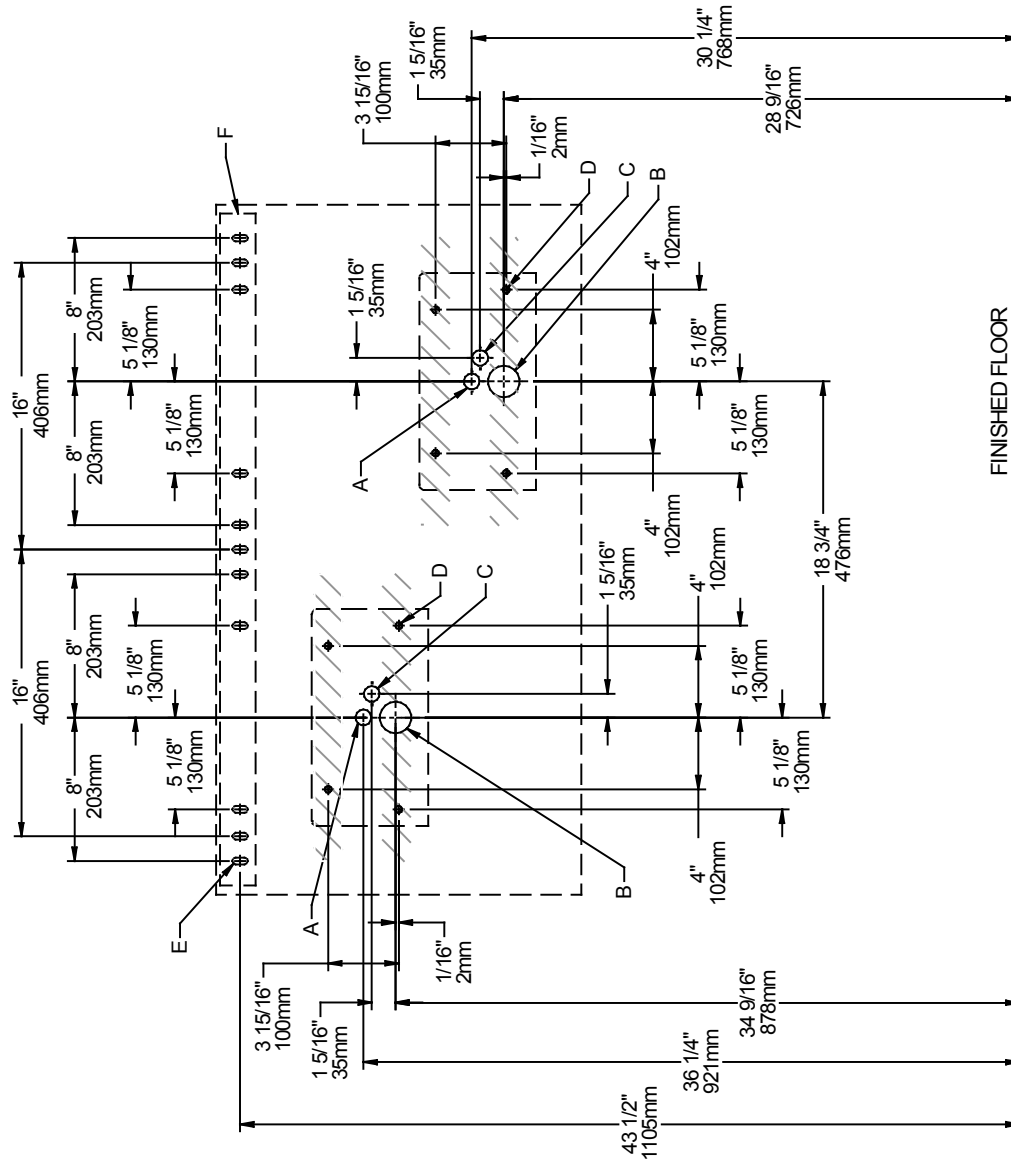 F
16"
406mm
8"
203mm
8"
203mm
5 1/8"
130mm
5 1/8"
130mm
16"
406mm
8"
203mm
8"
203mm
5 1/8"
130mm
5 1/8"
130mm
E
30 1/4"
768mm
28 9/16"
726mm
1 5/16"
35mm
3 15/16"
100mm
1/16"
2mm
D
C
B
A
1 5/16"
35mm
4"
102mm
5 1/8"
130mm
4'
102mm
5 1/8"
130mm
18 3/4"
476mm
D
C
1 5/16"
35mm
4"
102mm
5 1/8"
130mm
4"
102mm
5 1/8"
130mm
A
B
3 15/16"
100mm
1 5/16"
35mm
1/16"
2mm
34 9/16"
878mm
36 1/4"
921mm
43 1/2"
1105mm
FINISHED FLOOR